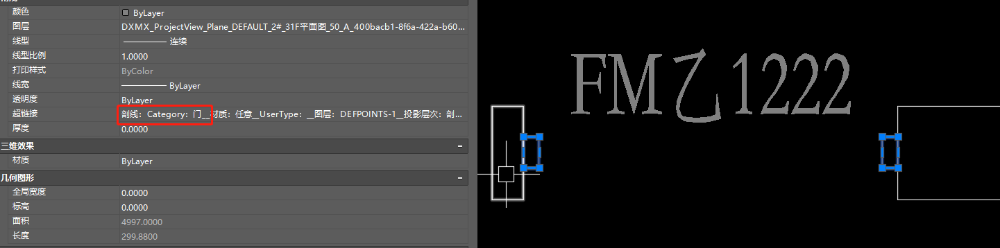 颜色 ByLayer
图层 DXMX_ProjectView_Plane_DEFAULT_2#_31F平面图_50_A_400bacb1-8f6a-422a-b60...
线型 连续
线型比例 1.0000
打印样式 ByColor
线宽 ByLayer
透明度 ByLayer
超链接 剖线：Category：门__材质：任意__UserType：__图层：DEFPOINTS-1__投影层次：剖...
厚度 0.0000
三维效果
材质 ByLayer
几何图形
全局宽度 0.0000
标高 0.0000
面积 4997.0000
长度 299.8800
FM乙1222